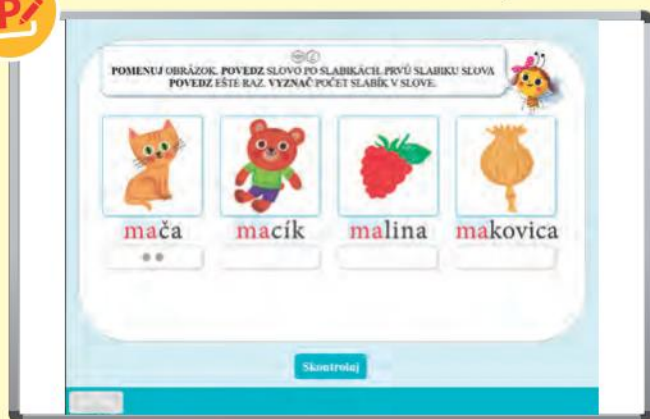 P
POMENUJ OBRÁZOK. POVEDZ SLOVO PO SLABIKÁCH. PRVÚ SLABIKU SLOVA
POVEDZ EŠTE RAZ. VYZNAČ POČET SLABÍK V SLOVE.
mača macík malina makovica
Skontroluj